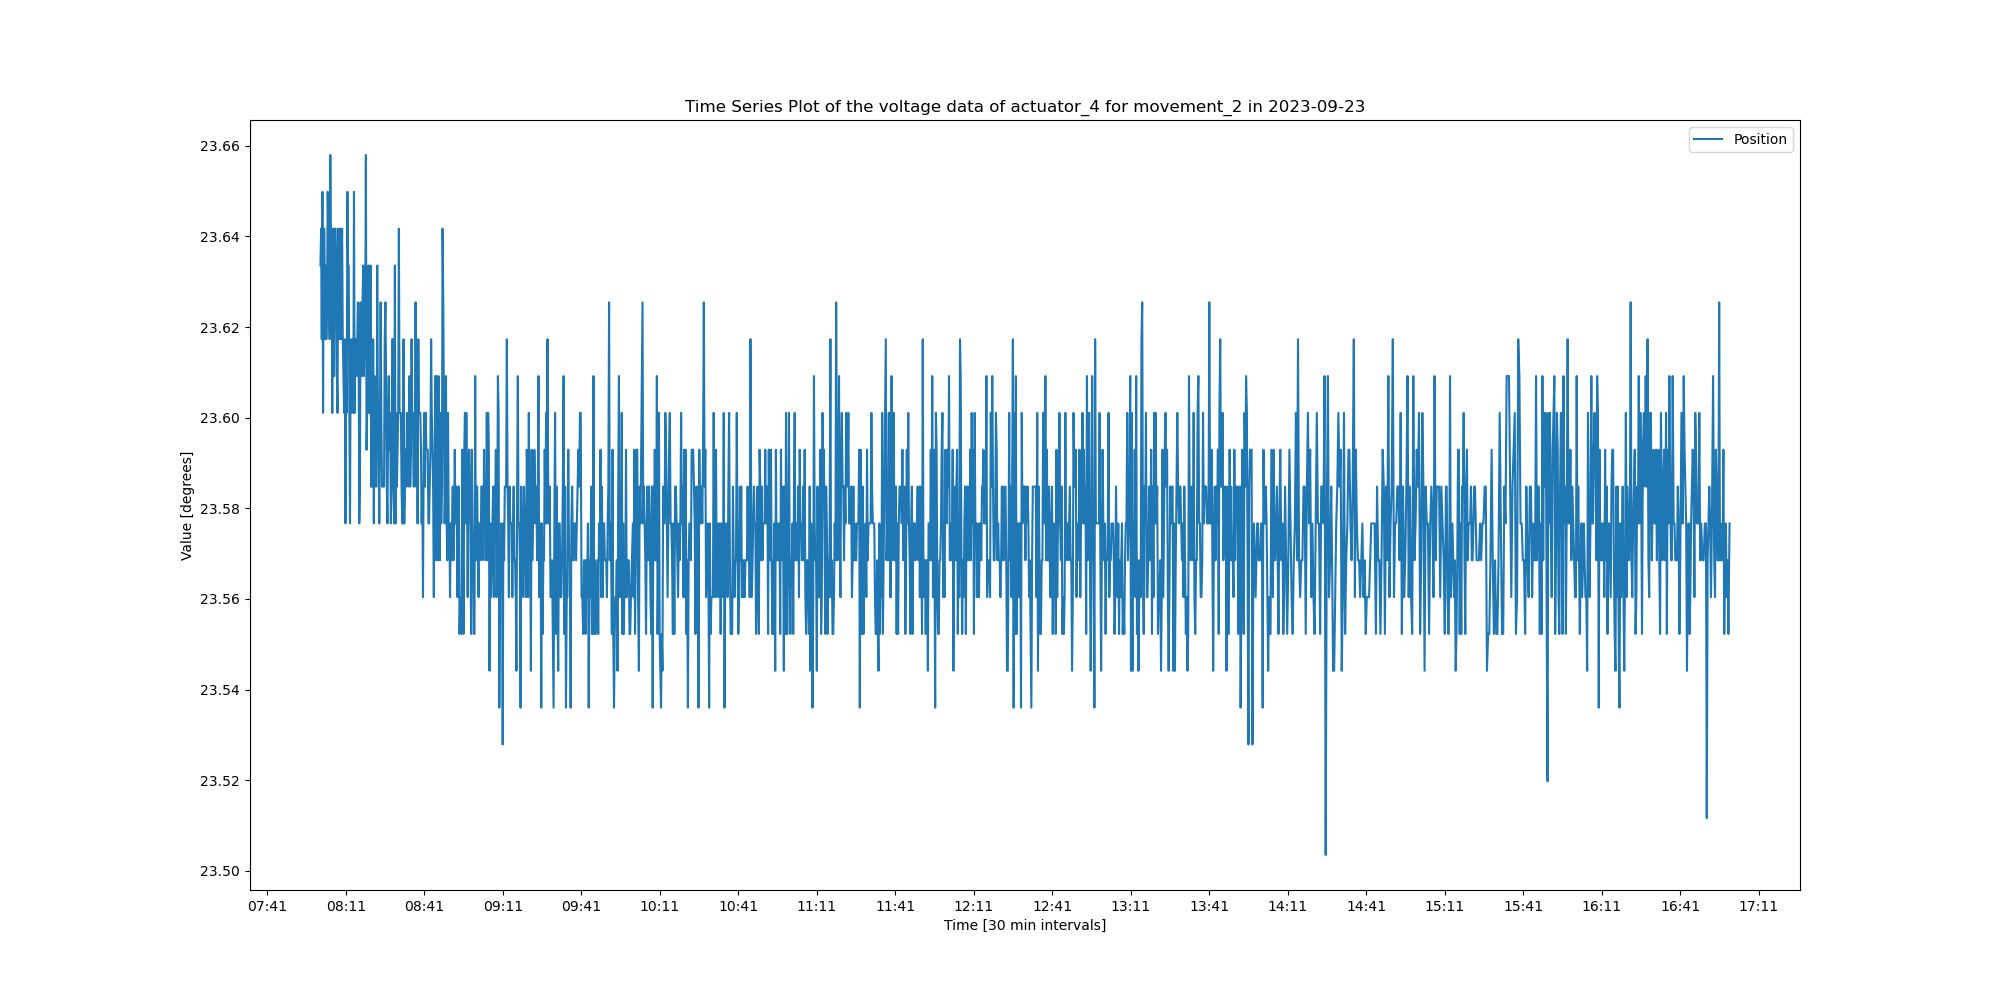 Time Series Plot of the voltage data of actuator_4 for movement_2 in 2023-09-23
Position
23.66
23.64
23.62
23.60
23.58
23.56
23.54
23.52
23.50
Value [degrees]
07:41 08:11 08:41 09:11 09:41 10:11 10:41 11:11 11:41 12:11 12:41 13:11 13:41 14:11 14:41 15:11 15:41 16:11 16:41 17:11
Time [30 min intervals]